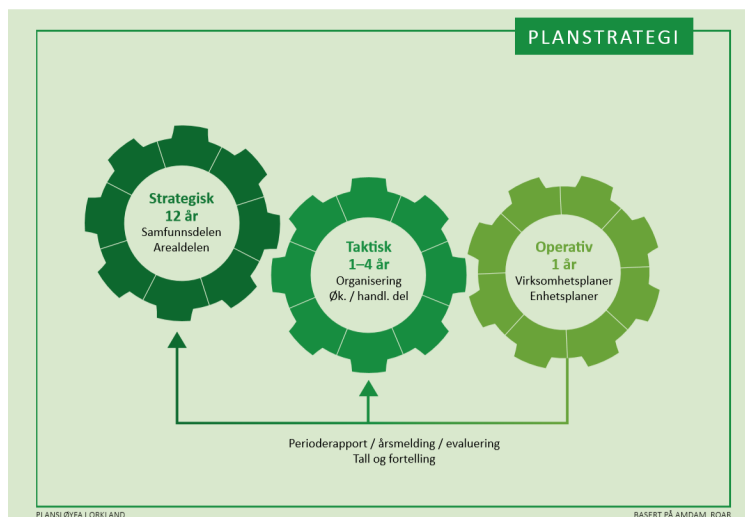 PLANSTRATEGI
Strategisk
12 år
Samfunnsdelen
Arealdelen
Taktisk
1–4 år
Organisering
Øk. / handl. del
Operativ
1 år
Virksomhetsplaner
Enhetsplaner
Perioderapport / årsmelding / evaluering
Tall og fortelling
PLANSLØYFA I ORKLAND
BASERT PÅ AMDAM, ROAR